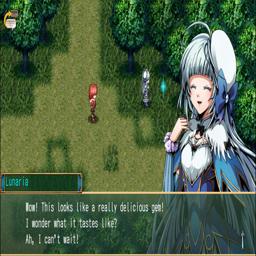 Lunaria
Wow! This looks like a really delicious gem!
I wonder what it tastes like?
Ah, I can't wait!